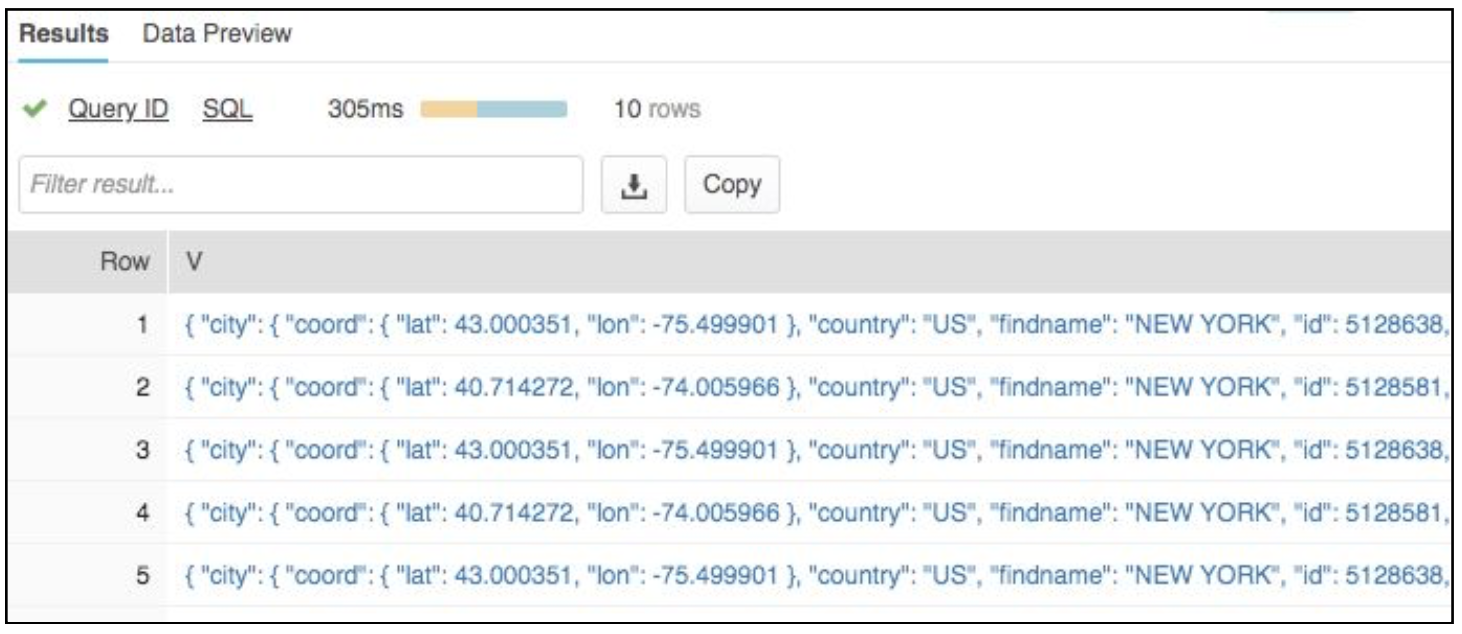 Results Data Preview
Query ID SQL 305ms 10 rows
Filter result... Copy
Row V
1 { "city": { "coord": { "lat": 43.000351, "lon": -75.499901 }, "country": "US", "findname": "NEW YORK", "id": 5128638,
2 { "city": { "coord": { "lat": 40.714272, "lon": -74.005966 }, "country": "US", "findname": "NEW YORK", "id": 5128581,
3 { "city": { "coord": { "lat": 43.000351, "lon": -75.499901 }, "country": "US", "findname": "NEW YORK", "id": 5128638,
4 { "city": { "coord": { "lat": 40.714272, "lon": -74.005966 }, "country": "US", "findname": "NEW YORK", "id": 5128581,
5 { "city": { "coord": { "lat": 43.000351, "lon": -75.499901 }, "country": "US", "findname": "NEW YORK", "id": 5128638,